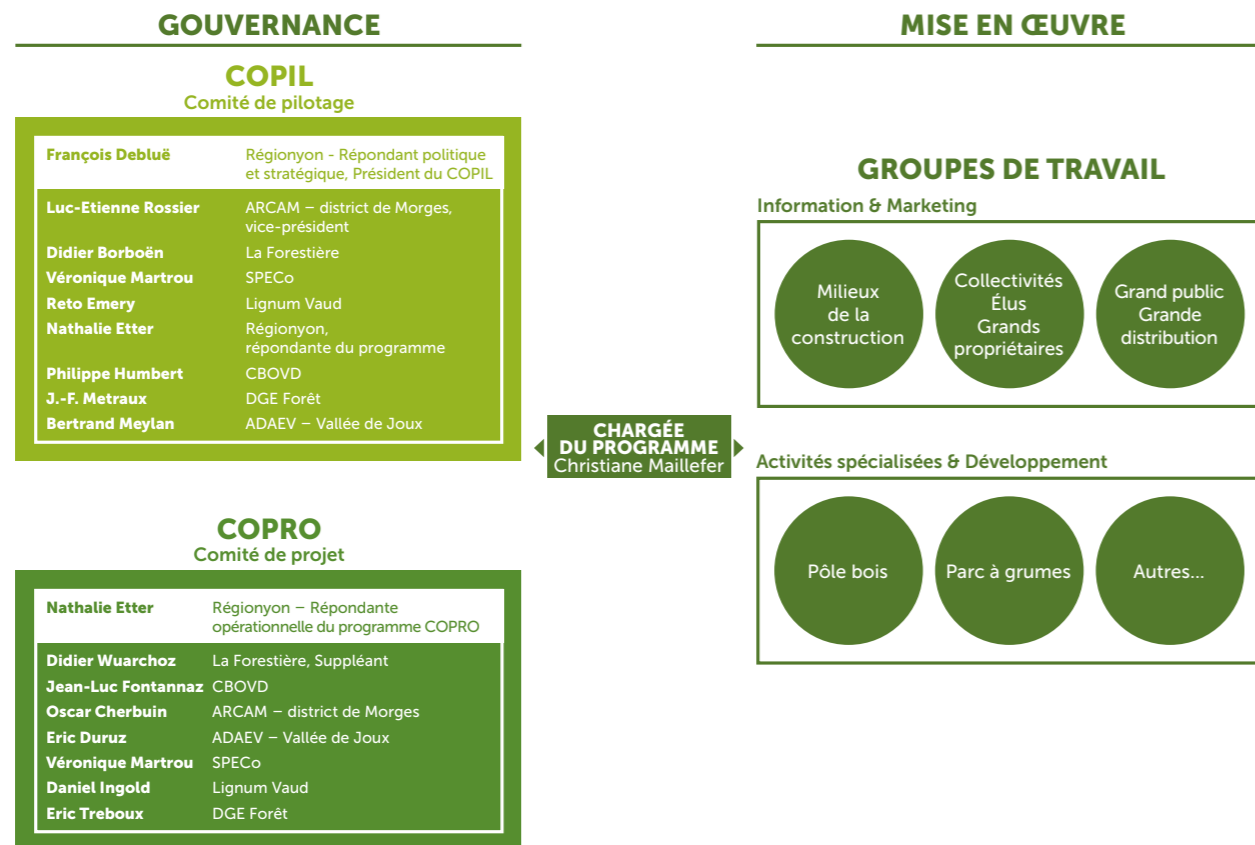 GOUVERNANCE
COPIL
Comité de pilotage
François Debluë Régionyon - Répondant politique
et stratégique, Président du COPIL
Luc-Etienne Rossier ARCAM – district de Morges,
vice-président
Didier Borboën La Forestière
Véronique Martrou SPECo
Reto Emery Lignum Vaud
Nathalie Etter Régionyon,
répondante du programme
Philippe Humbert CBOVD
J.-F. Metraux DGE Forêt
Bertrand Meylan ADAEV – Vallée de Joux
COPRO
Comité de projet
Nathalie Etter Régionyon – Répondante
opérationnelle du programme COPRO
Didier Wuarchoz La Forestière, Suppléant
Jean-Luc Fontannaz CBOVD
Oscar Cherbuin ARCAM – district de Morges
Eric Duruz ADAEV – Vallée de Joux
Véronique Martrou SPECo
Daniel Ingold Lignum Vaud
Eric Treboux DGE Forêt
CHARGÉE
DU PROGRAMME
Christiane Maillefer
MISE EN ŒUVRE
GROUPES DE TRAVAIL
Information & Marketing
Milieux
de la
construction
Collectivités
Élus
Grands
propriétaires
Grand public
Grande
distribution
Activités spécialisées & Développement
Pôle bois
Parc à grumes
Autres...